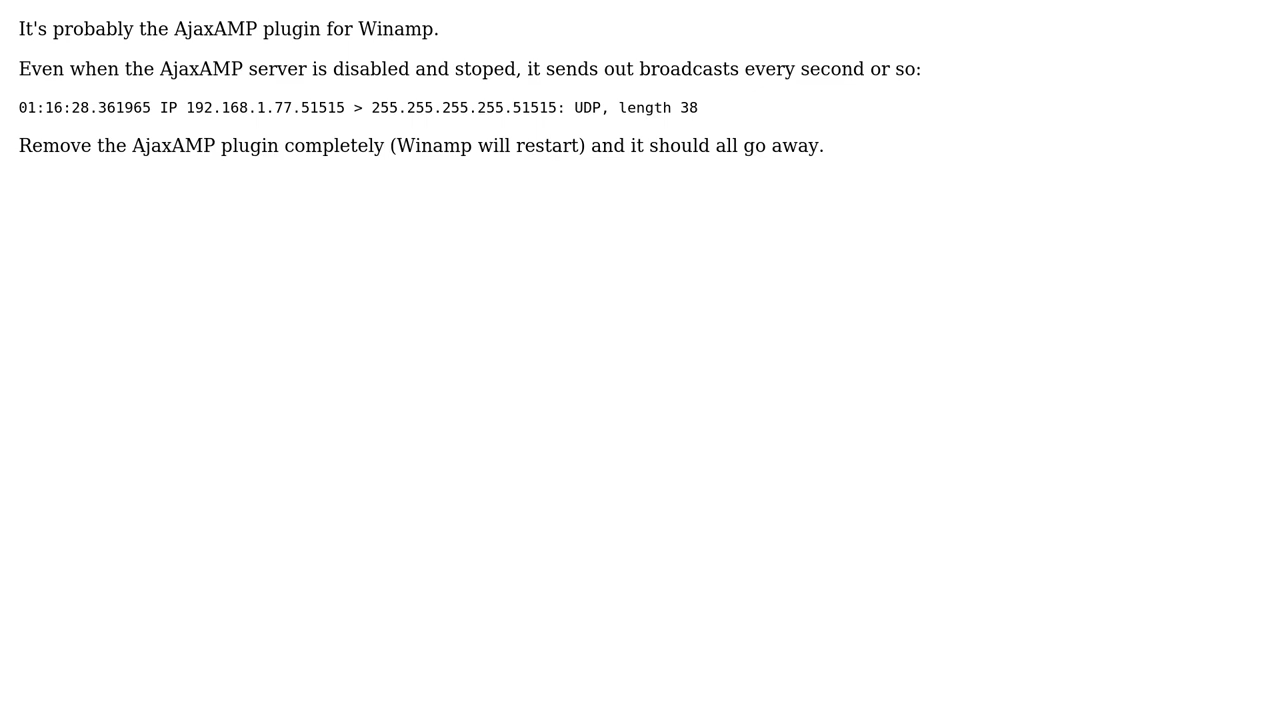 It's probably the AjaxAMP plugin for Winamp.
Even when the AjaxAMP server is disabled and stoped, it sends out broadcasts every second or so:
01:16:28.361965 IP 192.168.1.77.51515 > 255.255.255.255.51515: UDP, length 38
Remove the AjaxAMP plugin completely (Winamp will restart) and it should all go away.